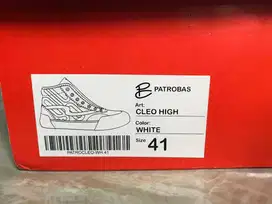 PATROBAS
Art:
CLEO HIGH
Color:
WHITE
Size 41
PATROCLEO-WH.41